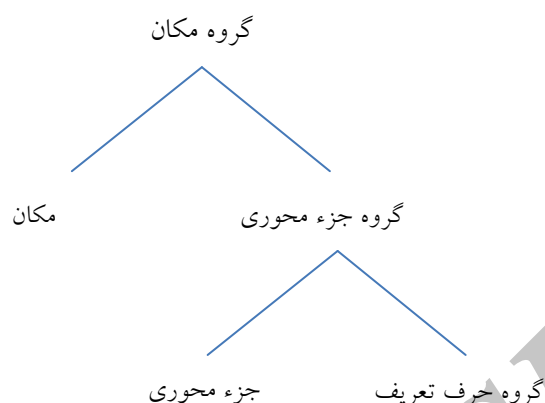 گروه مکان
گروه جزء محوری
مکان
گروه حرف تعریف
جزء محوری